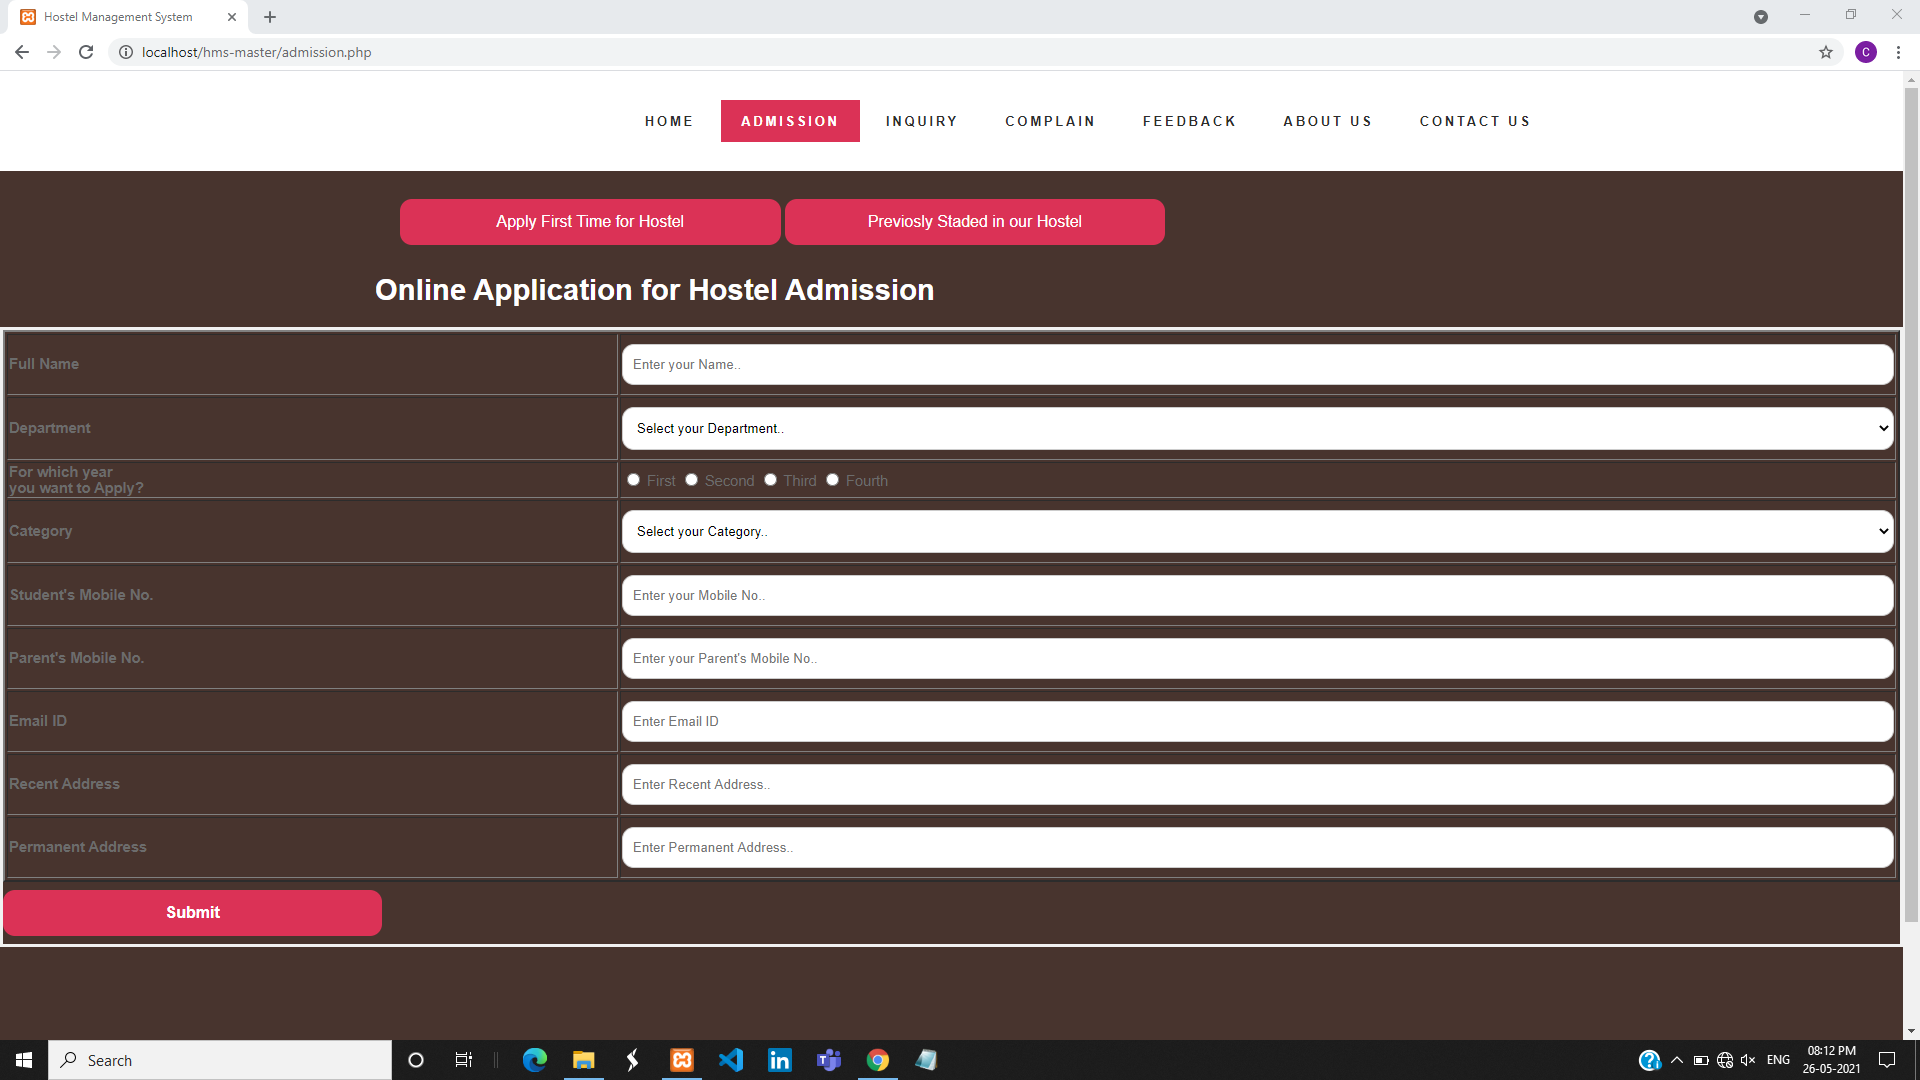 Hostel Management System
localhost/hms-master/admission.php
C
HOME ADMISSION INQUIRY COMPLAIN FEEDBACK ABOUT US CONTACT US
Apply First Time for Hostel Previosly Staded in our Hostel
Online Application for Hostel Admission
Full Name Enter your Name..
Department Select your Department..
For which year
you want to Apply? First Second Third Fourth
Category Select your Category..
Student's Mobile No. Enter your Mobile No..
Parent's Mobile No. Enter your Parent's Mobile No..
Email ID Enter Email ID
Recent Address Enter Recent Address..
Permanent Address Enter Permanent Address..
Submit
Search
ENG
08:12 PM
26-05-2021